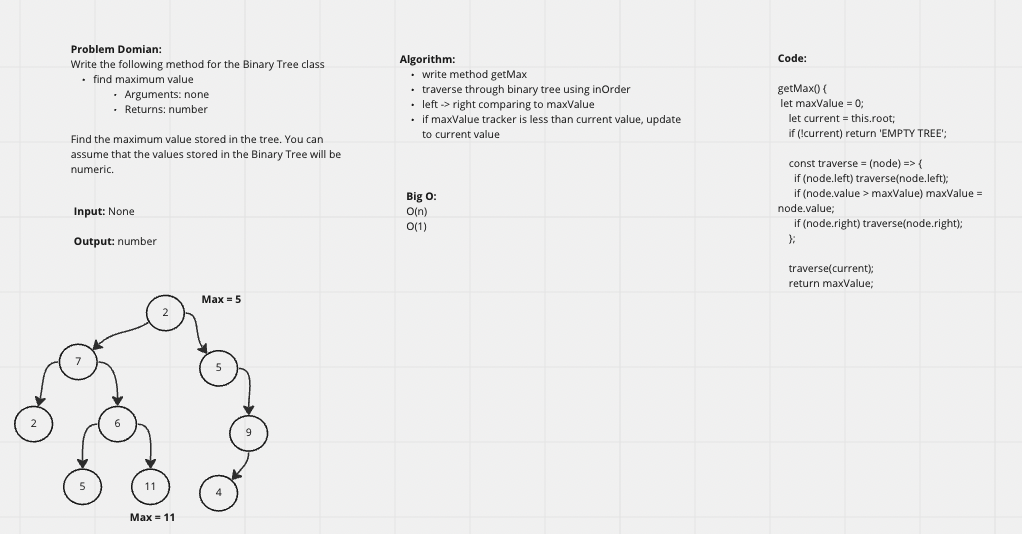 Problem Domian:
Write the following method for the Binary Tree class
• find maximum value
• Arguments: none
• Returns: number
Find the maximum value stored in the tree. You can
assume that the values stored in the Binary Tree will be
numeric.
Input: None
Output: number
Algorithm:
• write method getMax
• traverse through binary tree using inOrder
• left -> right comparing to maxValue
• if maxValue tracker is less than current value, update
to current value
Big O:
O(n)
O(1)
Code:
getMax() {
let maxValue = 0;
let current = this.root;
if (!current) return 'EMPTY TREE';
const traverse = (node) => {
if (node.left) traverse(node.left);
if (node.value > maxValue) maxValue =
node.value;
if (node.right) traverse(node.right);
};
traverse(current);
return maxValue;
Max = 5
2
7
5
2
6
9
5
11
4
Max = 11